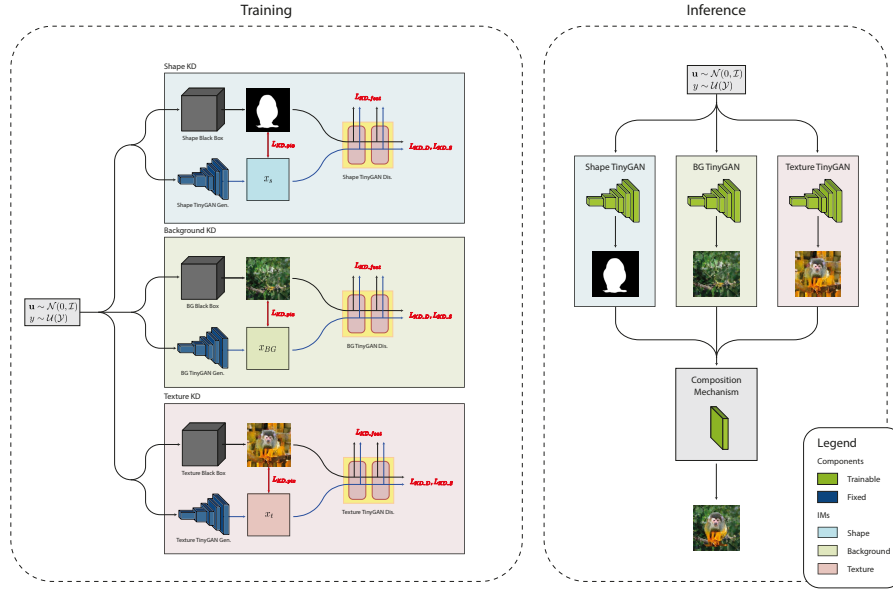 Training
Inference
Shape KD
Shape Black Box
L_KD_pix
x_s
Shape TinyGAN Gen.
L_KD_feat
L_KD_D, L_KD_S
Shape TinyGAN Dis.
Background KD
u ∼ N(0, I)
y ∼ U(Y)
BG Black Box
L_KD_pix
x_BG
BG TinyGAN Gen.
L_KD_feat
L_KD_D, L_KD_S
BG TinyGAN Dis.
Texture KD
Texture Black Box
L_KD_pix
x_t
Texture TinyGAN Gen.
L_KD_feat
L_KD_D, L_KD_S
Texture TinyGAN Dis.
u ∼ N(0, I)
y ∼ U(Y)
Shape TinyGAN
BG TinyGAN
Texture TinyGAN
Composition
Mechanism
Legend
Components
Trainable
Fixed
IMs
Shape
Background
Texture